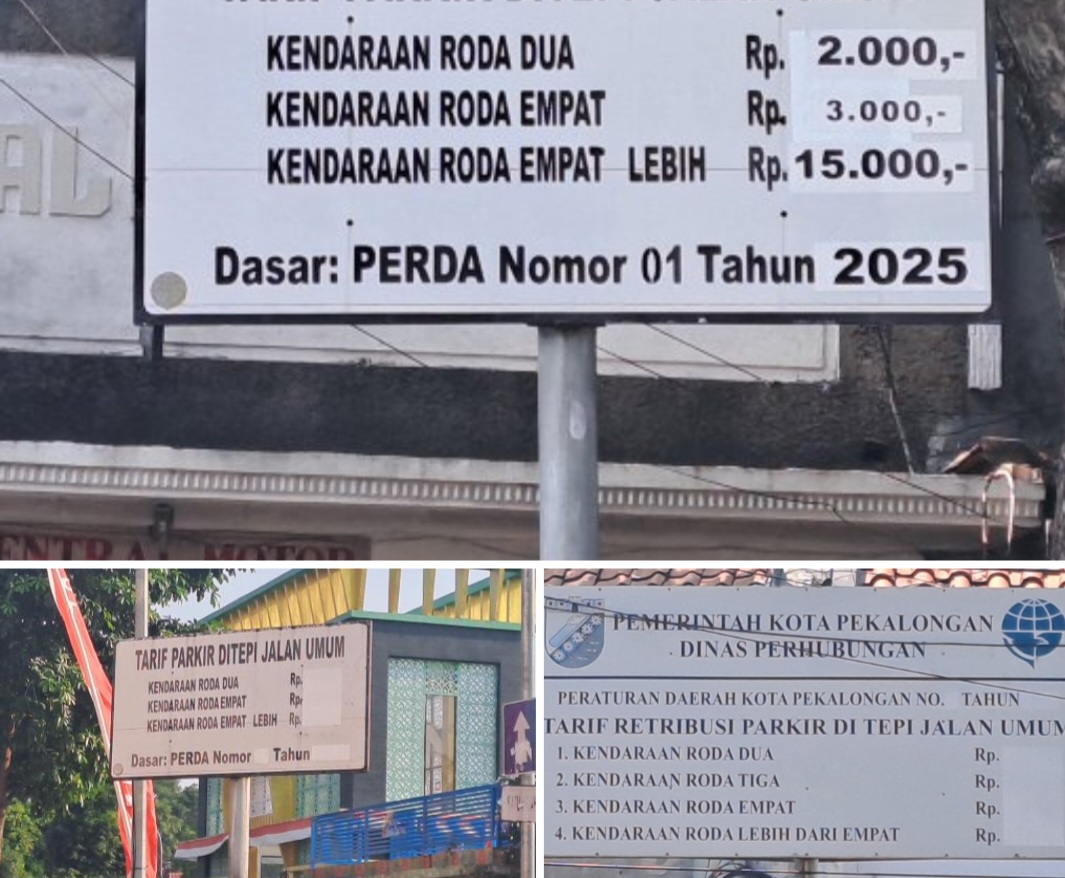 KENDARAAN RODA DUA Rp. 2.000,-
KENDARAAN RODA EMPAT Rp. 3.000,-
KENDARAAN RODA EMPAT LEBIH Rp. 15.000,-
Dasar: PERDA Nomor 01 Tahun 2025
AL
ENTRAL MOTOR
TARIF PARKIR DITEPI JALAN UMUM
KENDARAAN RODA DUA Rp.
KENDARAAN RODA EMPAT Rp.
KENDARAAN RODA EMPAT LEBIH Rp.
Dasar: PERDA Nomor Tahun
PEMERINTAH KOTA PEKALONGAN
DINAS PERHUBUNGAN
PERATURAN DAERAH KOTA PEKALONGAN NO. TAHUN
TARIF RETRIBUSI PARKIR DI TEPI JALAN UMUM
1. KENDARAAN RODA DUA Rp.
2. KENDARAAN RODA TIGA Rp.
3. KENDARAAN RODA EMPAT Rp.
4. KENDARAAN RODA LEBIH DARI EMPAT Rp.